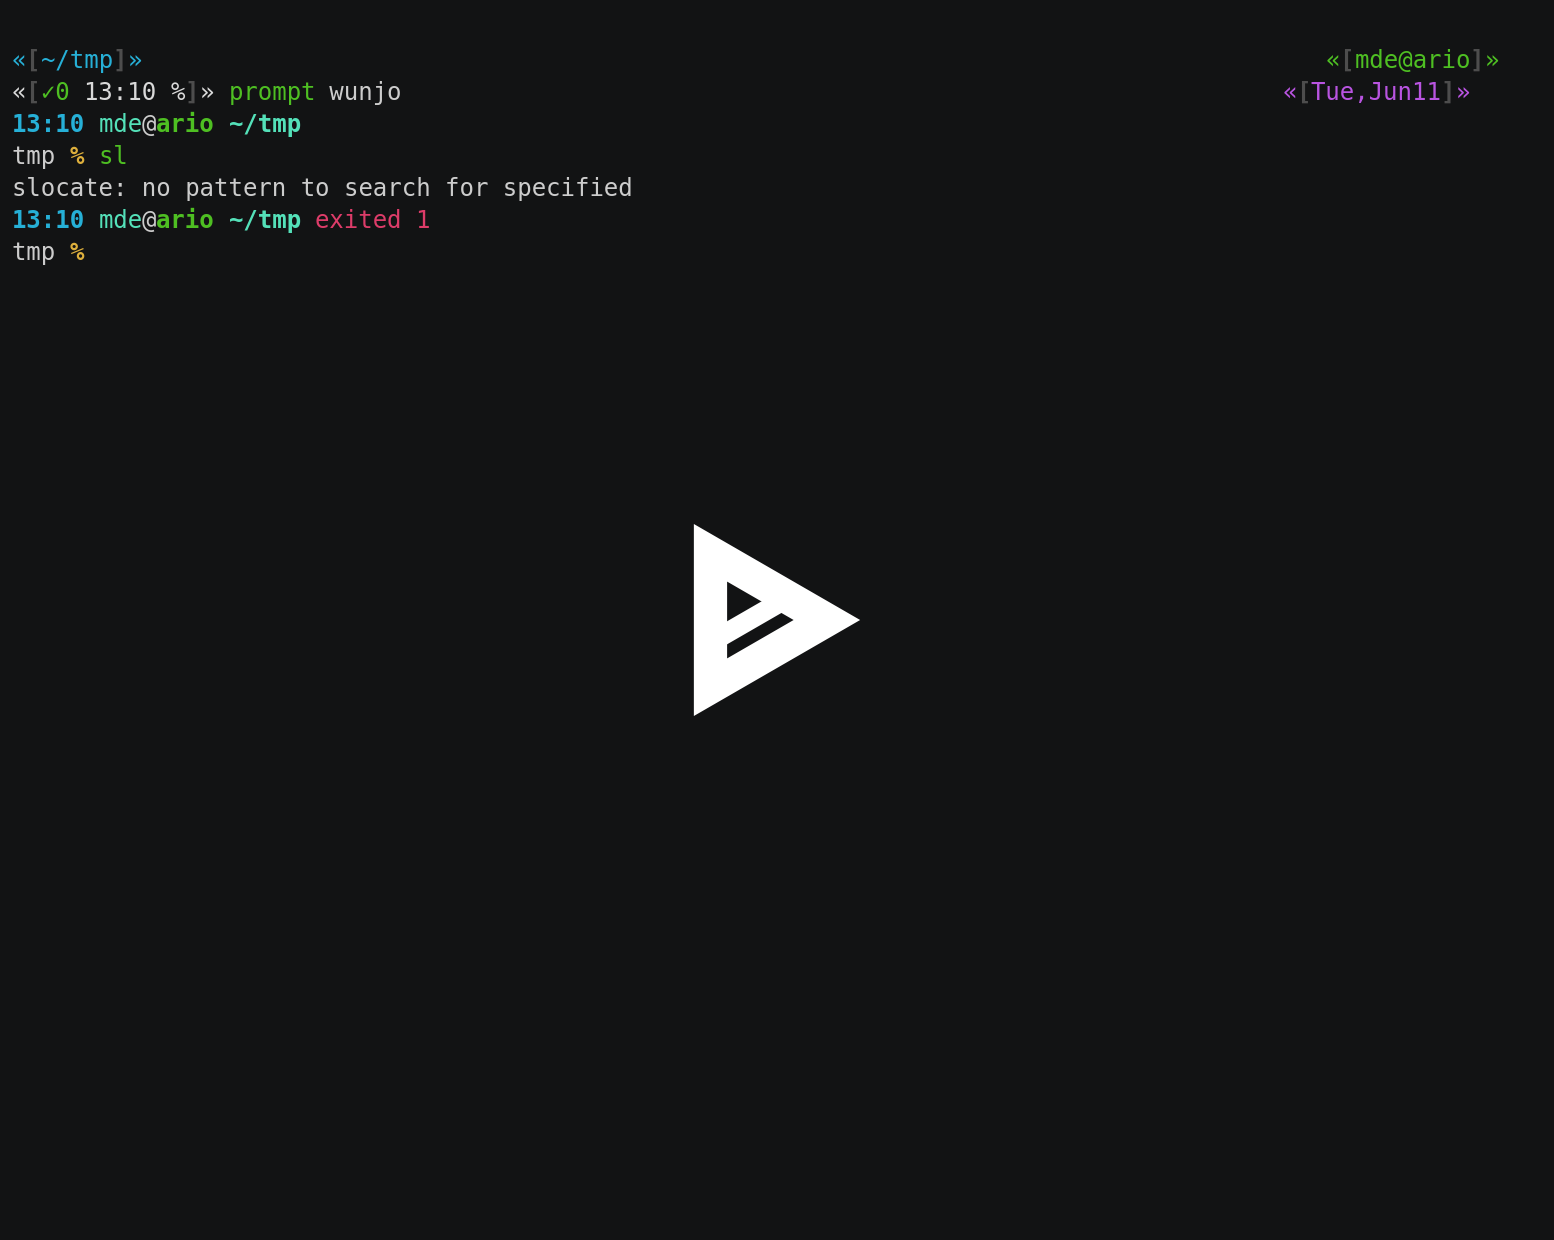 «[~/tmp]» «[mde@ario]»
«[✓0 13:10 %]» prompt wunjo «[Tue,Jun11]»
13:10 mde@ario ~/tmp
tmp % sl
slocate: no pattern to search for specified
13:10 mde@ario ~/tmp exited 1
tmp %